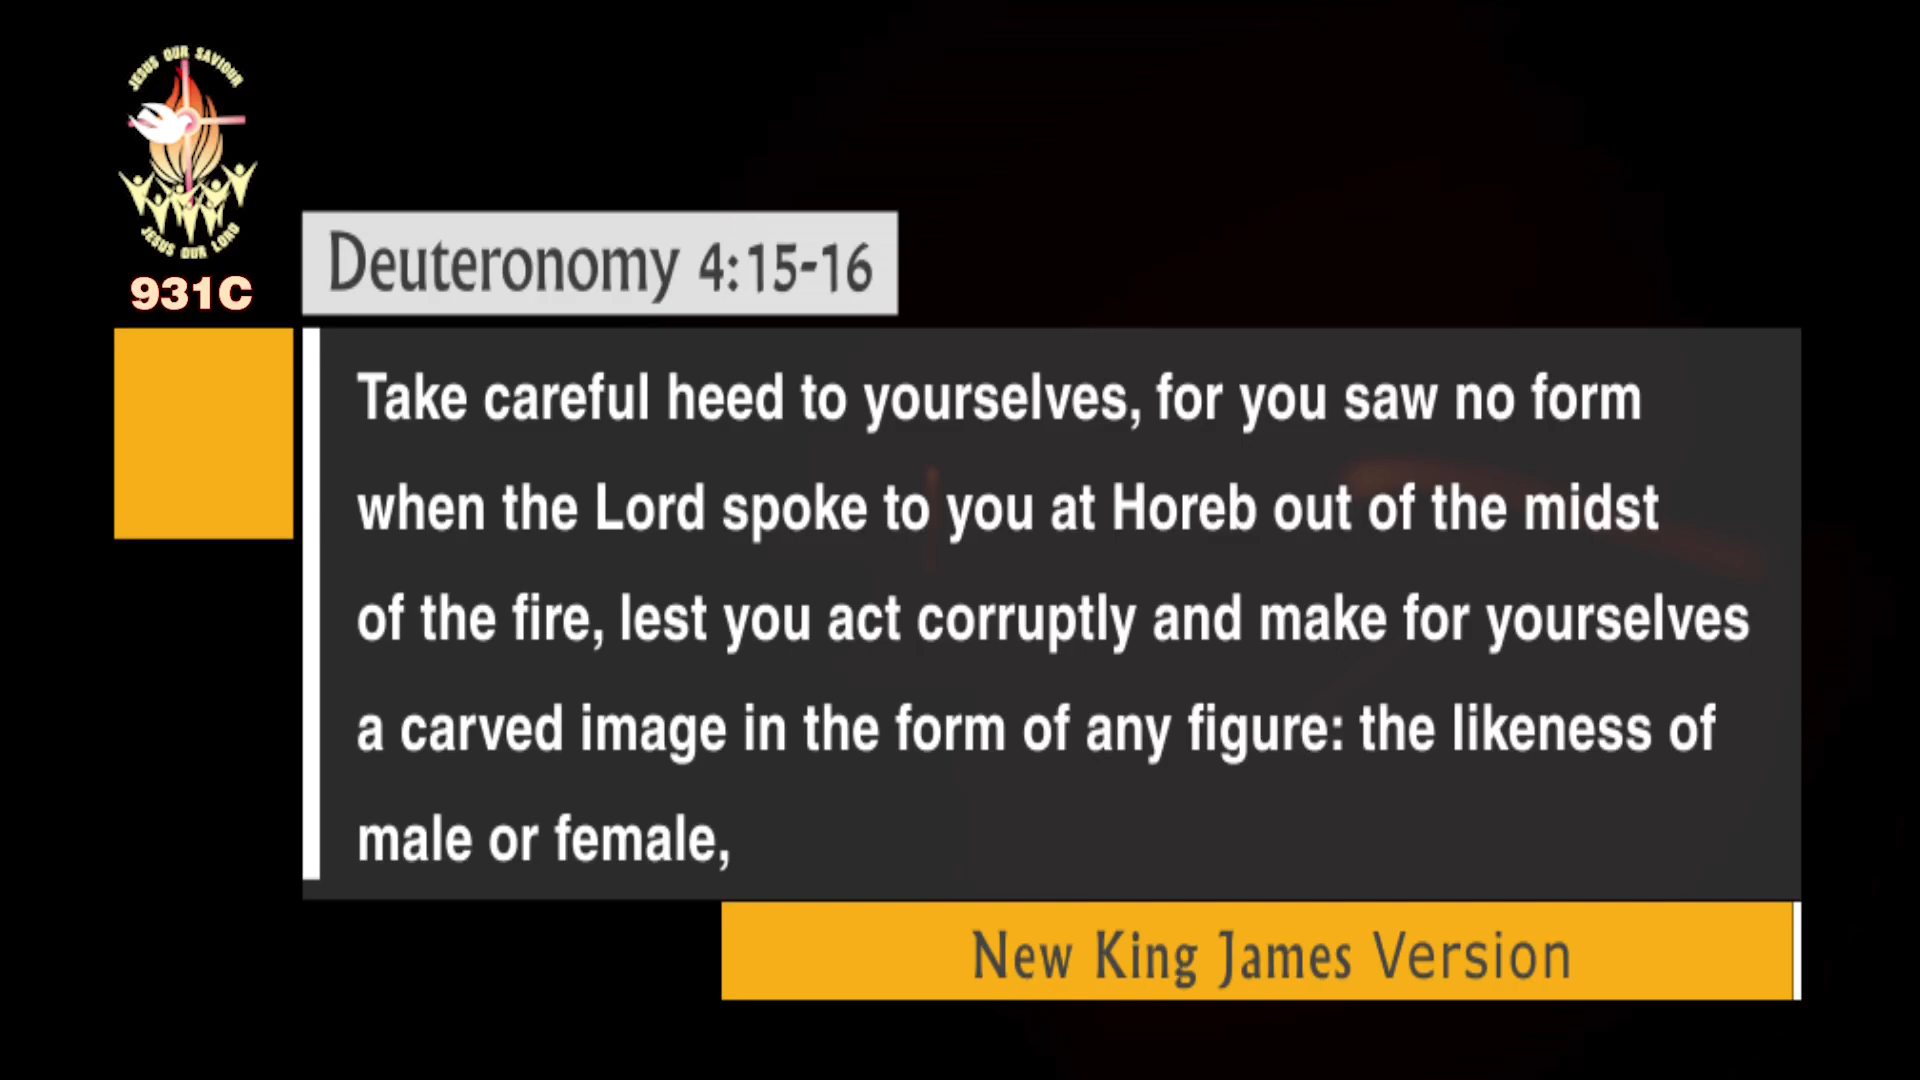 JESUS OUR SAVIOUR
JESUS OUR LORD
931C
Deuteronomy 4:15-16
Take careful heed to yourselves, for you saw no form
when the Lord spoke to you at Horeb out of the midst
of the fire, lest you act corruptly and make for yourselves
a carved image in the form of any figure: the likeness of
male or female,
New King James Version